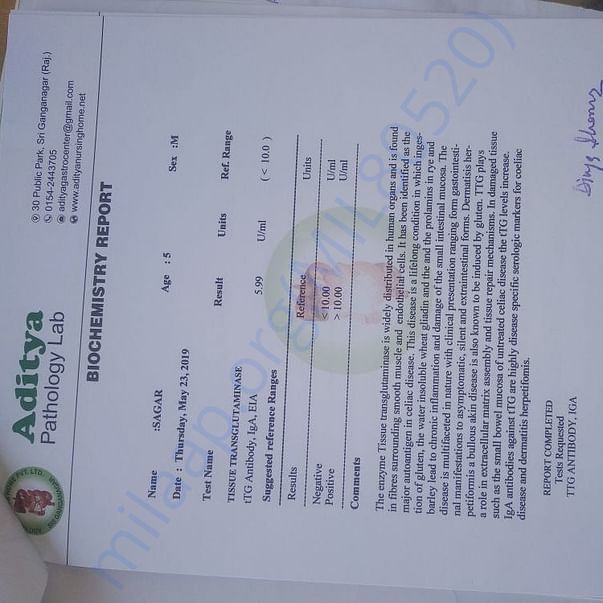 Aditya
Pathology Lab
30 Public Park, Sri Ganganagar (Raj.)
0154-2443705
adityagastrocenter@gmail.com
www.adityanursinghome.net
BIOCHEMISTRY REPORT
Name :SAGAR Age : 5 Sex :M
Date : Thursday, May 23, 2019
Test Name Result Units Ref. Range
TISSUE TRANSGLUTAMINASE
tTG Antibody, IgA, EIA 5.99 U/ml (< 10.0 )
Suggested reference Ranges
Results Reference Units
Negative < 10.00 U/ml
Positive > 10.00 U/ml
Comments
The enzyme Tissue transglutaminase is widely distributed in human organs and is found
in fibres surrounding smooth muscle and endothelial cells. It has been identified as the
major autoantigen in celiac disease. This disease is a lifelong condition in which inges-
tion of gluten, the water insoluble wheat gliadin and the and the prolamins in rye and
barley lead to chronic inflammation and damage of the small intestinal mucosa. The
disease is multifaceted in nature with clinical presentation ranging form gastointesti-
nal manifestations to asymptomatic, silent and extraintestinal forms. Dermatisis her-
petiformis a bullous akin disease is also known to be induced by gluten. TTG plays
a role in extracellular matrix assembly and tissue repair mechanisms. In damaged tissue
such as the small bowel mucosa of untreated celiac disease the tTG levels increase.
IgA antibodies against tTG are highly disease specific serologic markers for coeliac
disease and dermatitis herpetifomis.
REPORT COMPLETED
Tests Requested
TTG ANTIBODY, IGA
milaap.org(MIL89520)